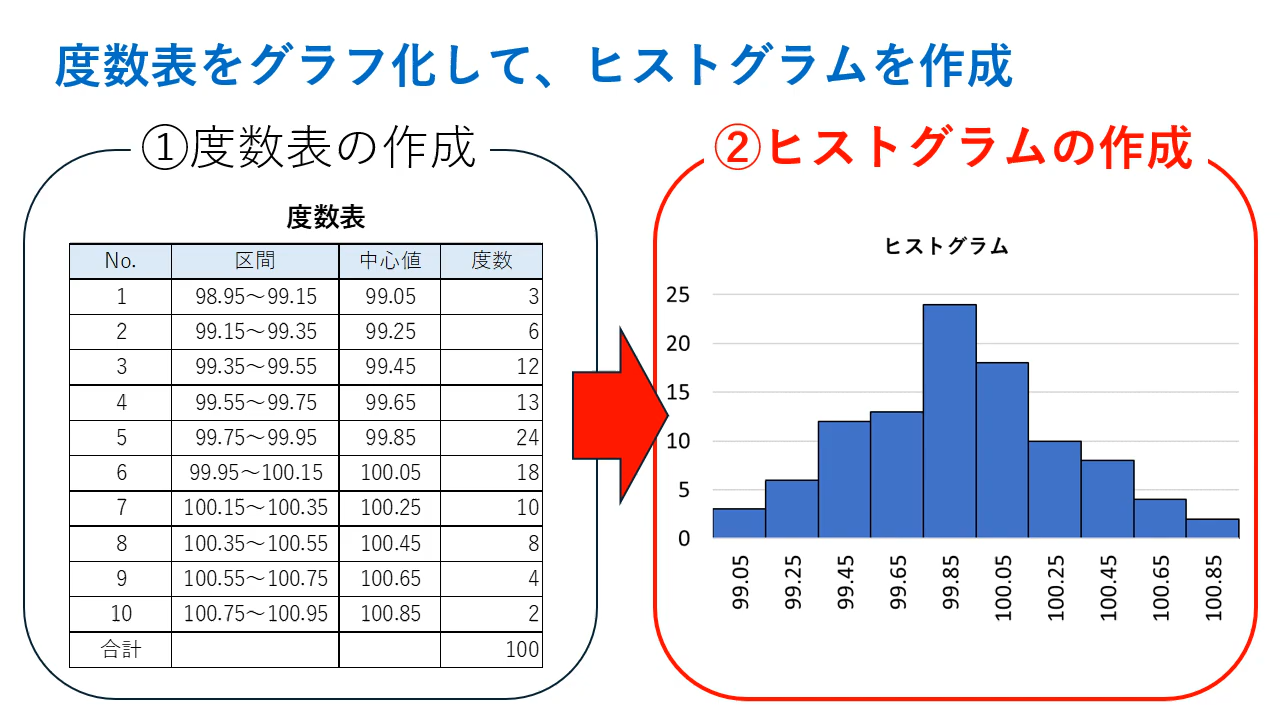 度数表をグラフ化して、ヒストグラムを作成
①度数表の作成
度数表
No. 区間 中心値 度数
1 98.95～99.15 99.05 3
2 99.15～99.35 99.25 6
3 99.35～99.55 99.45 12
4 99.55～99.75 99.65 13
5 99.75～99.95 99.85 24
6 99.95～100.15 100.05 18
7 100.15～100.35 100.25 10
8 100.35～100.55 100.45 8
9 100.55～100.75 100.65 4
10 100.75～100.95 100.85 2
合計 100
②ヒストグラムの作成
ヒストグラム
25
20
15
10
5
0
99.05 99.25 99.45 99.65 99.85 100.05 100.25 100.45 100.65 100.85